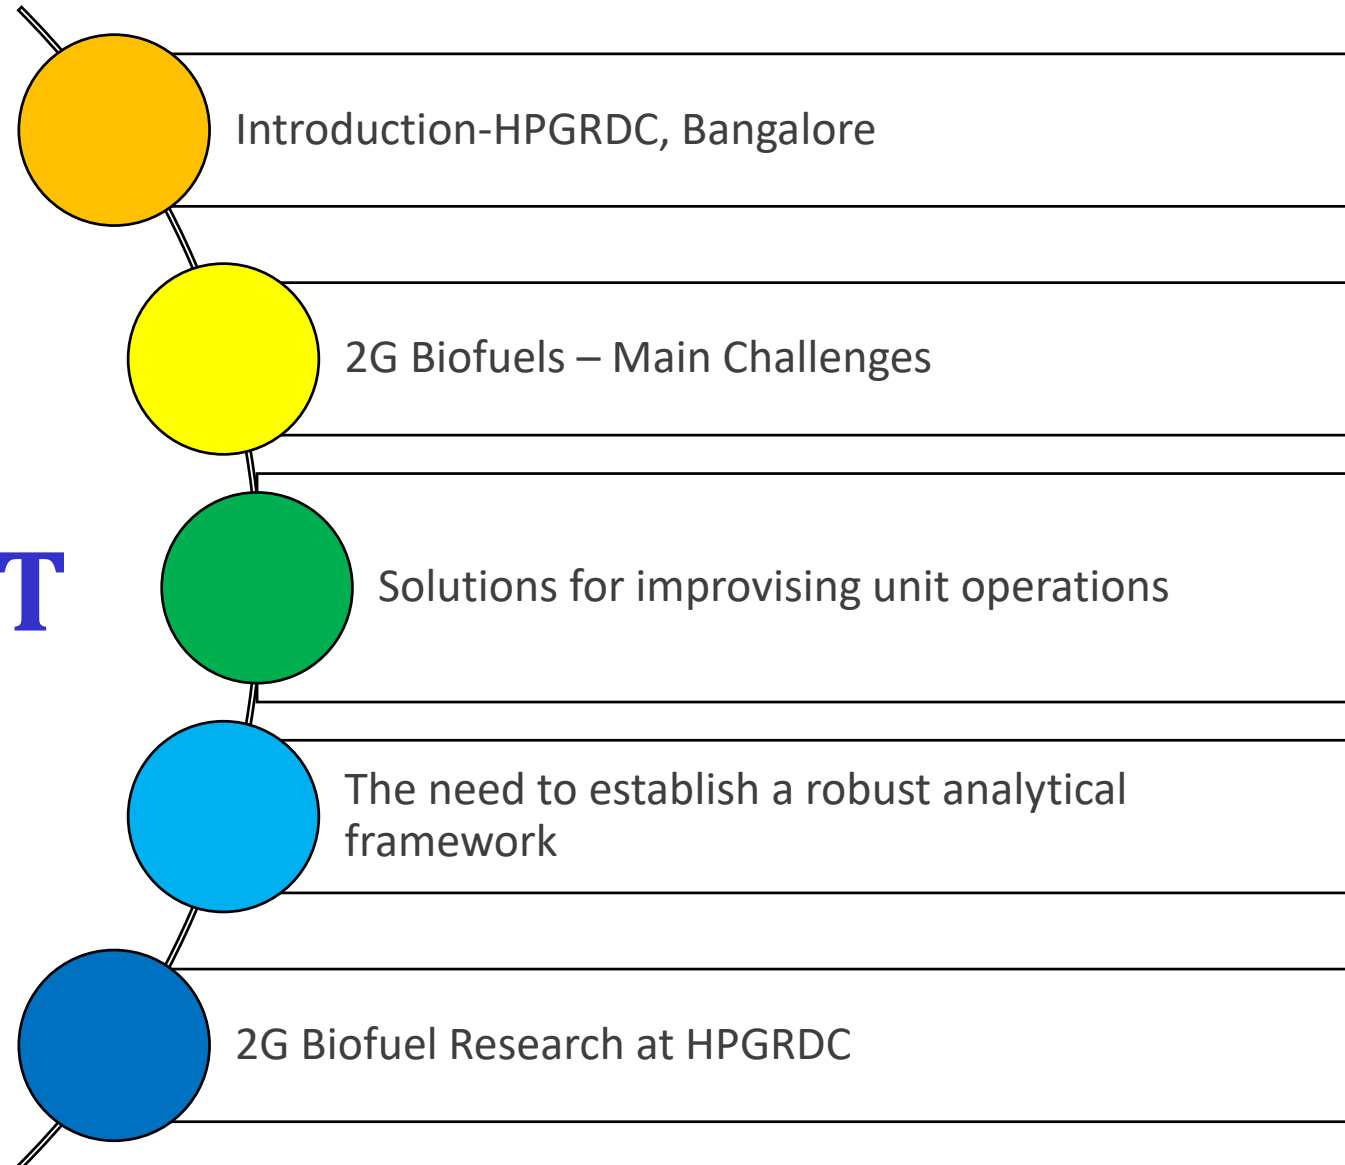 Introduction-HPGRDC, Bangalore
2G Biofuels – Main Challenges
T
Solutions for improvising unit operations
The need to establish a robust analytical
framework
2G Biofuel Research at HPGRDC